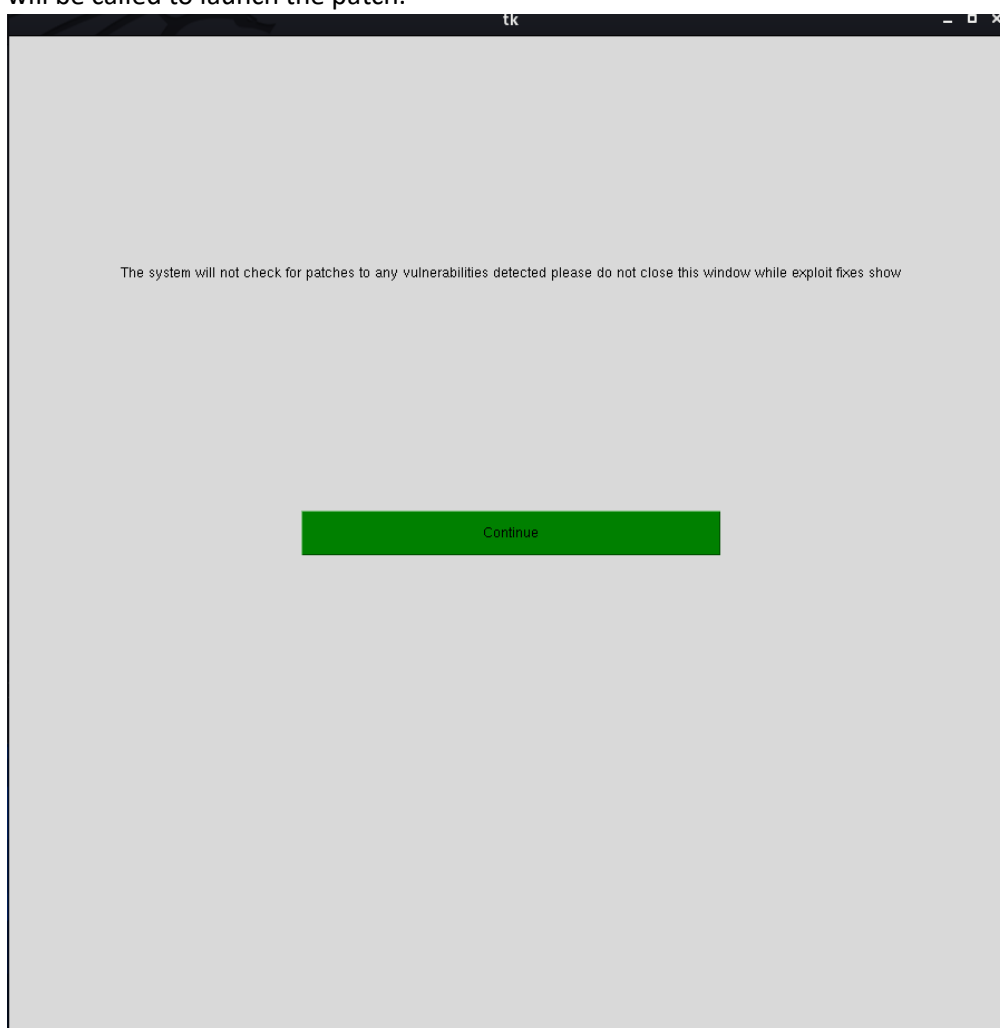 will be called to launch the patch.
tk
The system will not check for patches to any vulnerabilities detected please do not close this window while exploit fixes show
Continue